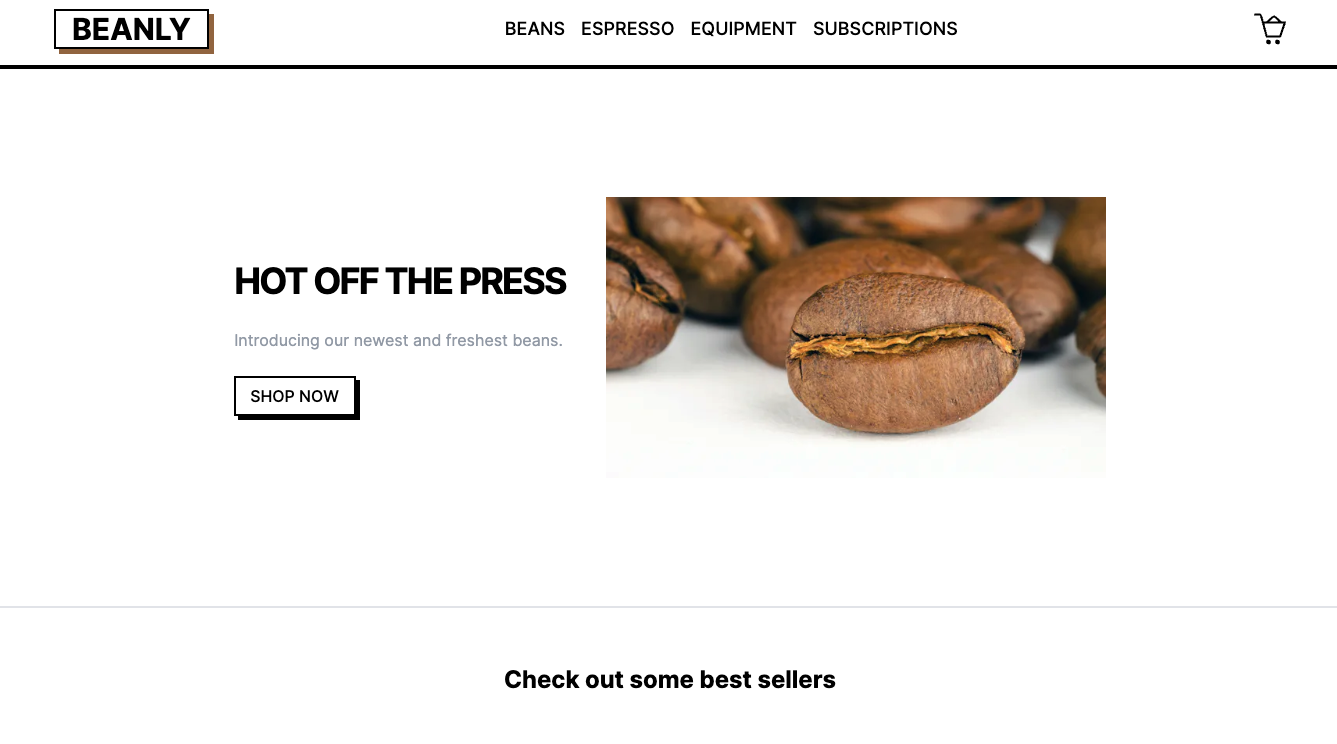 BEANLY
BEANS ESPRESSO EQUIPMENT SUBSCRIPTIONS
HOT OFF THE PRESS
Introducing our newest and freshest beans.
SHOP NOW
Check out some best sellers